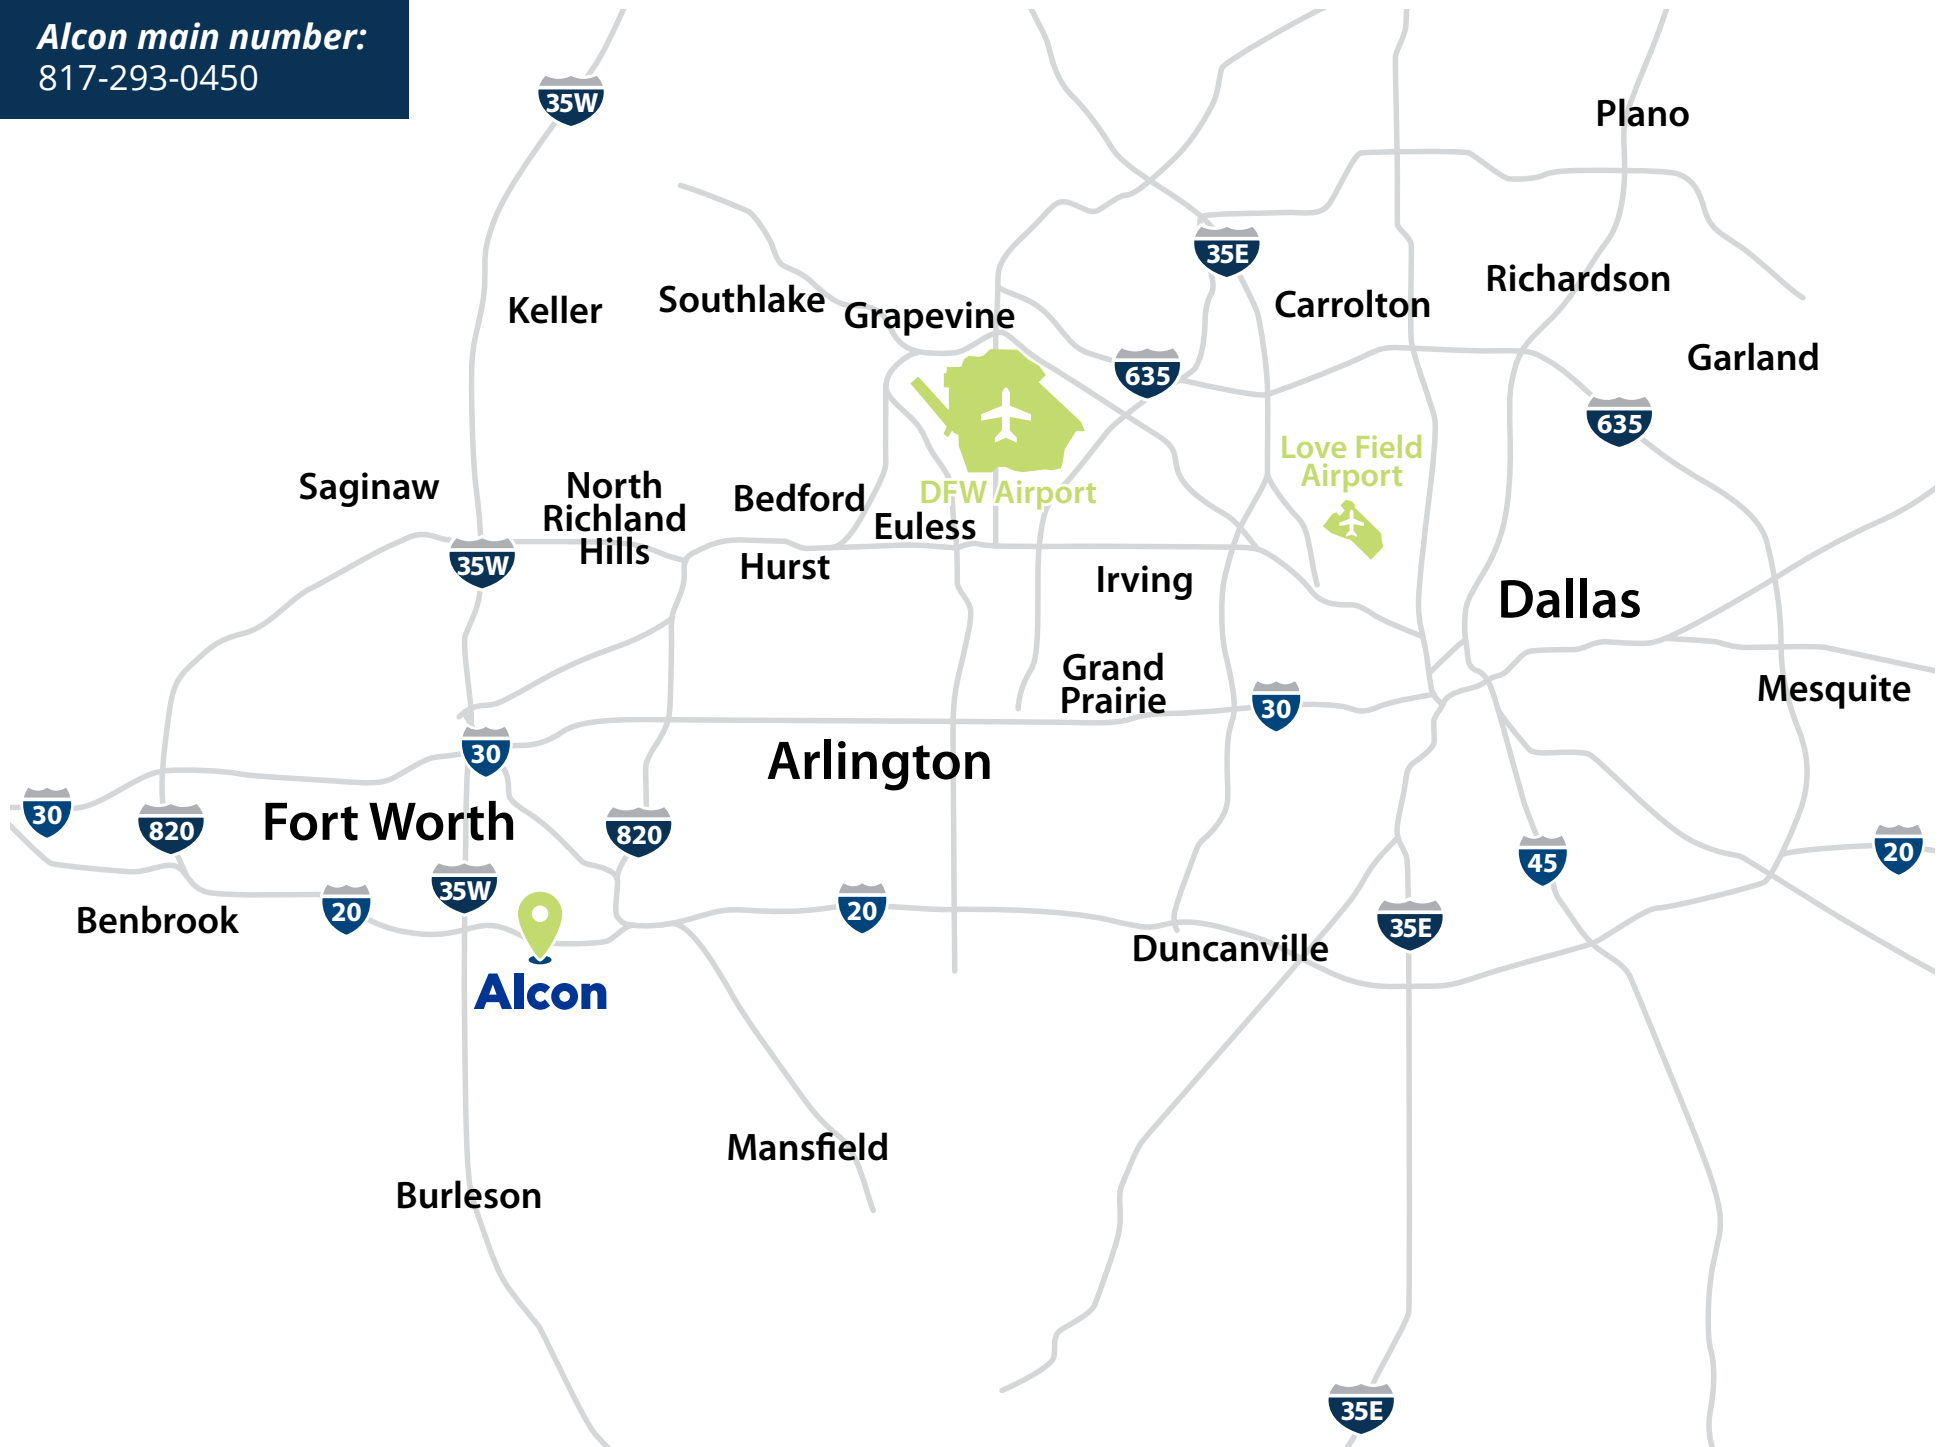 Alcon main number:
817-293-0450
35W
Plano
35E
Richardson
Keller
Southlake
Grapevine
Carrolton
Garland
635
635
Love Field
Airport
Saginaw
North
Richland
Hills
Bedford
DFW Airport
Euless
35W
Hurst
Irving
Dallas
Grand
Prairie
30
Mesquite
30
Arlington
30
820
Fort Worth
820
45
20
35W
20
20
Benbrook
35E
Duncanville
Alcon
Mansfield
Burleson
35E